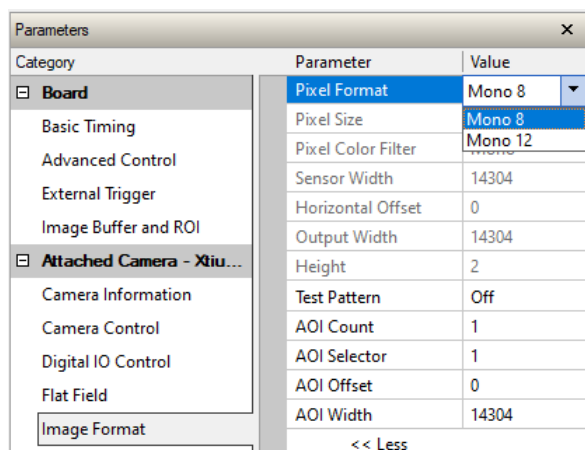 Parameters
Category
Parameter Value
Board
Pixel Format Mono 8
Basic Timing
Pixel Size Mono 8
Advanced Control
Pixel Color Filter Mono 12
External Trigger
Sensor Width 14304
Image Buffer and ROI
Horizontal Offset 0
Output Width 14304
Attached Camera - Xtiu...
Height 2
Camera Information
Test Pattern Off
Camera Control
AOI Count 1
Digital IO Control
AOI Selector 1
Flat Field
AOI Offset 0
Image Format
AOI Width 14304
<< Less